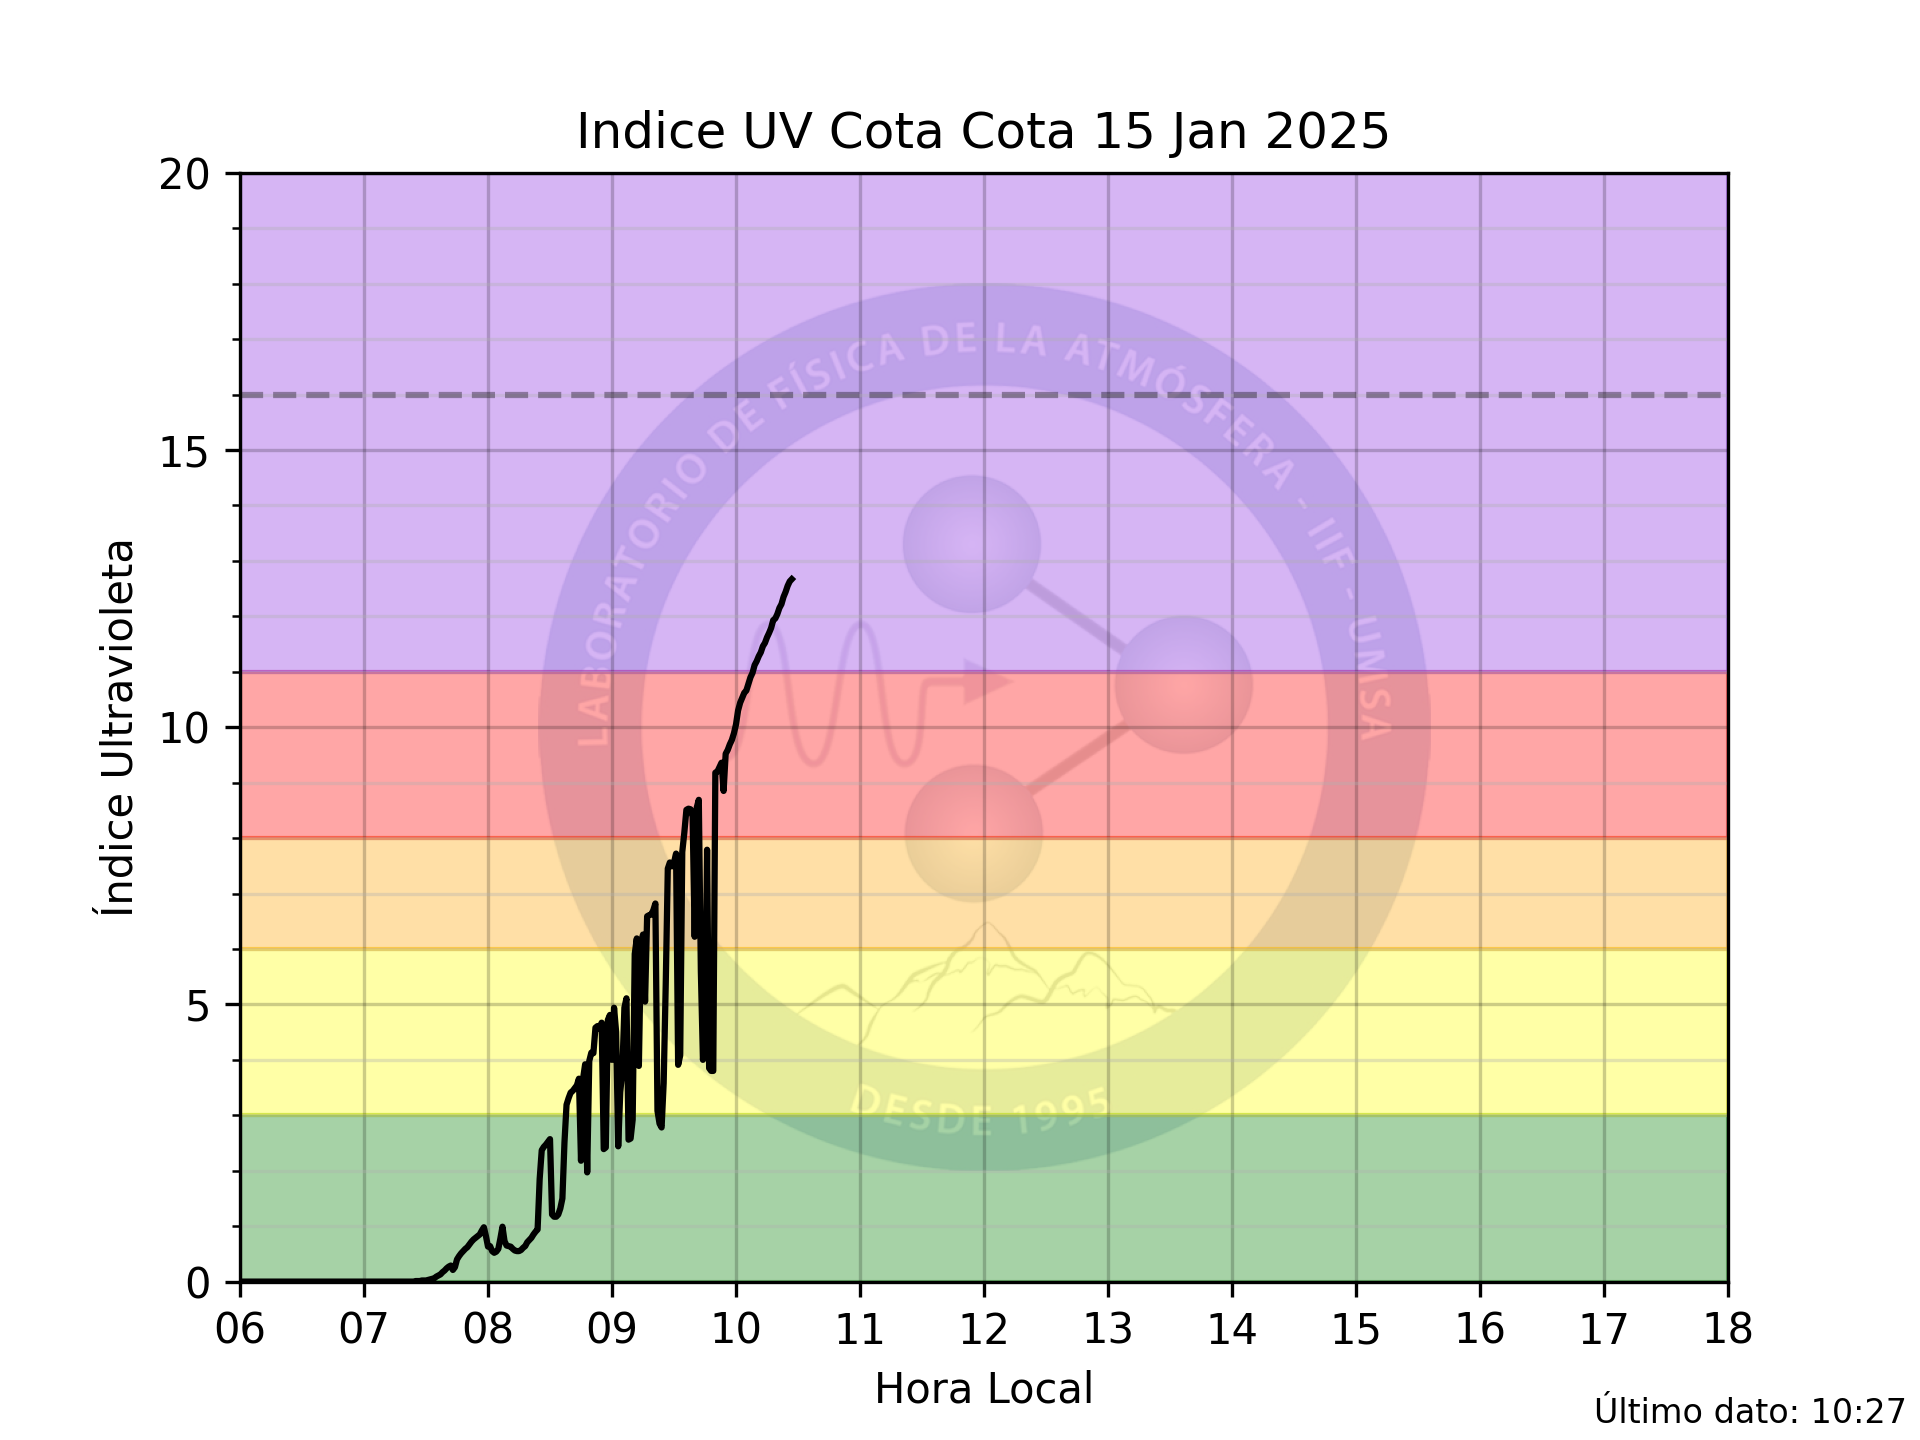 Indice UV Cota Cota 15 Jan 2025
20
15
10
5
0
Índice Ultravioleta
LABORATORIO DE FÍSICA DE LA ATMÓSFERA - IIF - UMSA
DESDE 1995
06 07 08 09 10 11 12 13 14 15 16 17 18
Hora Local
Último dato: 10:27